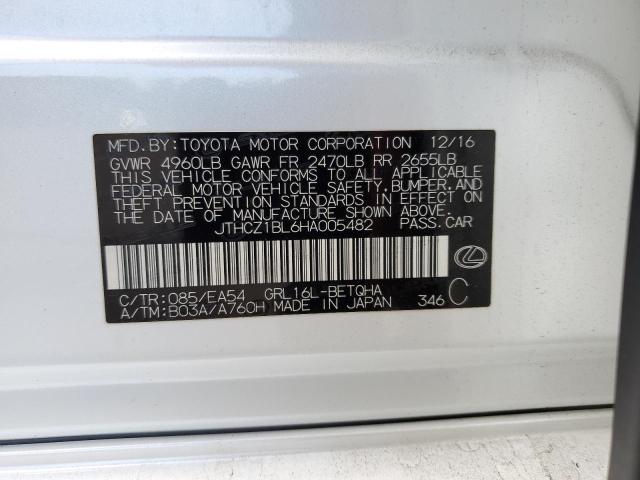 MFD.BY:TOYOTA MOTOR CORPORATION 12/16
GVWR 4960LB GAWR FR 2470LB RR 2655LB
THIS VEHICLE CONFORMS TO ALL APPLICABLE
FEDERAL MOTOR VEHICLE SAFETY, BUMPER, AND
THEFT PREVENTION STANDARDS IN EFFECT ON
THE DATE OF MANUFACTURE SHOWN ABOVE.
JTHCZ1BL6HA005482 PASS.CAR
C/TR:085/EA54 GRL16L-BETQHA
A/TM:B03A/A760H MADE IN JAPAN 346 C